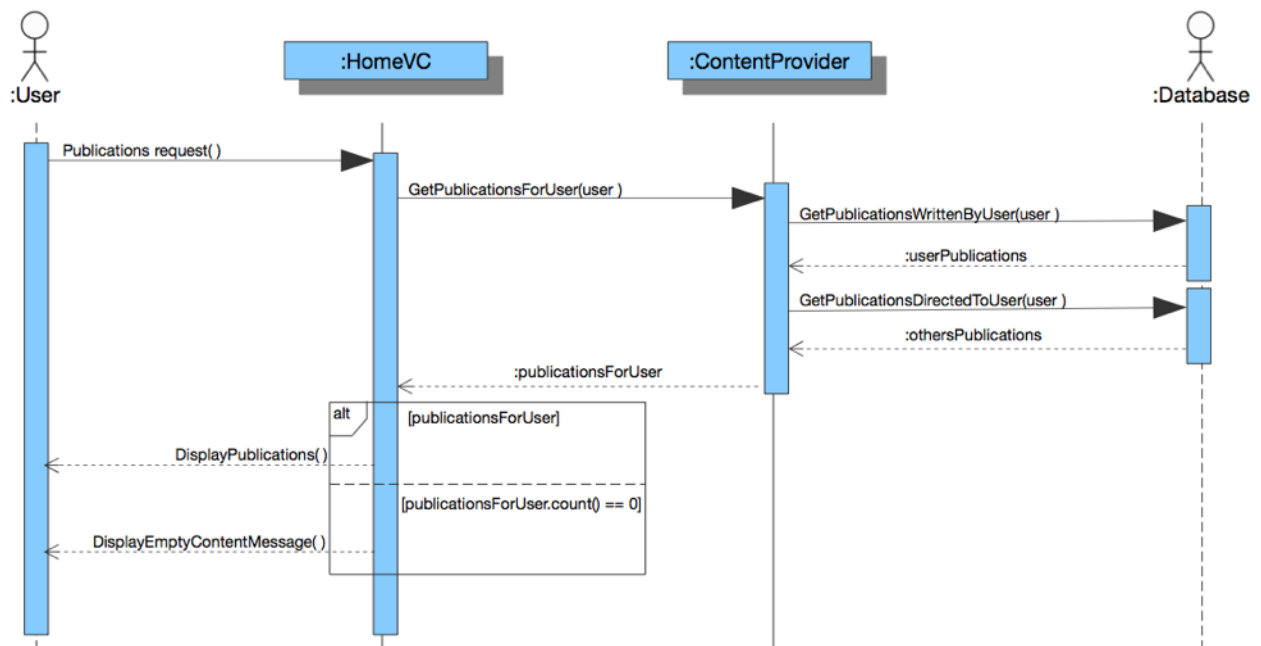 :User
:HomeVC
:ContentProvider
:Database
Publications request( )
GetPublicationsForUser(user )
GetPublicationsWrittenByUser(user )
:userPublications
GetPublicationsDirectedToUser(user )
:othersPublications
:publicationsForUser
alt
[publicationsForUser]
DisplayPublications( )
[publicationsForUser.count() == 0]
DisplayEmptyContentMessage( )